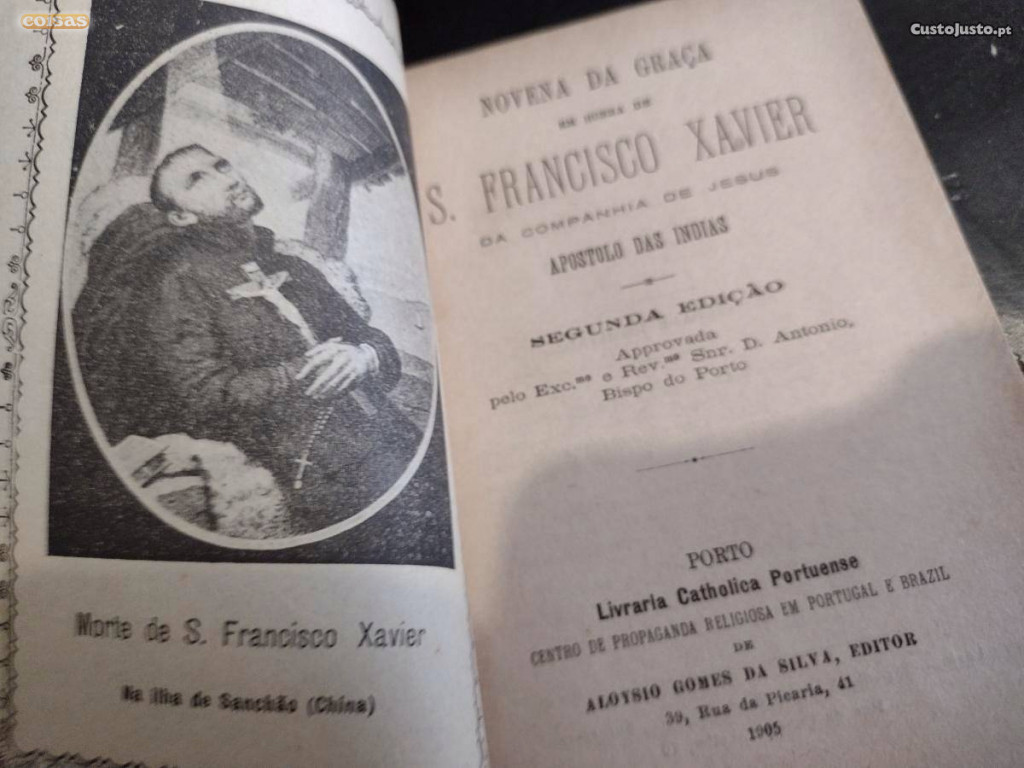 coisas
CustoJusto.pt
Morte de S. Francisco Xavier
Na Ilha de Sanchão (China)
NOVENA DA GRAÇA
EM HONRA DE
S. FRANCISCO XAVIER
DA COMPANHIA DE JESUS
APOSTOLO DAS INDIAS
SEGUNDA EDIÇÃO
Approvada
pelo Exc.mo e Rev.mo Snr. D. Antonio,
Bispo do Porto
PORTO
Livraria Catholica Portuense
CENTRO DE PROPAGANDA RELIGIOSA EM PORTUGAL E BRAZIL
DE
ALOYSIO GOMES DA SILVA, EDITOR
39, Rua da Picaria, 41
1905